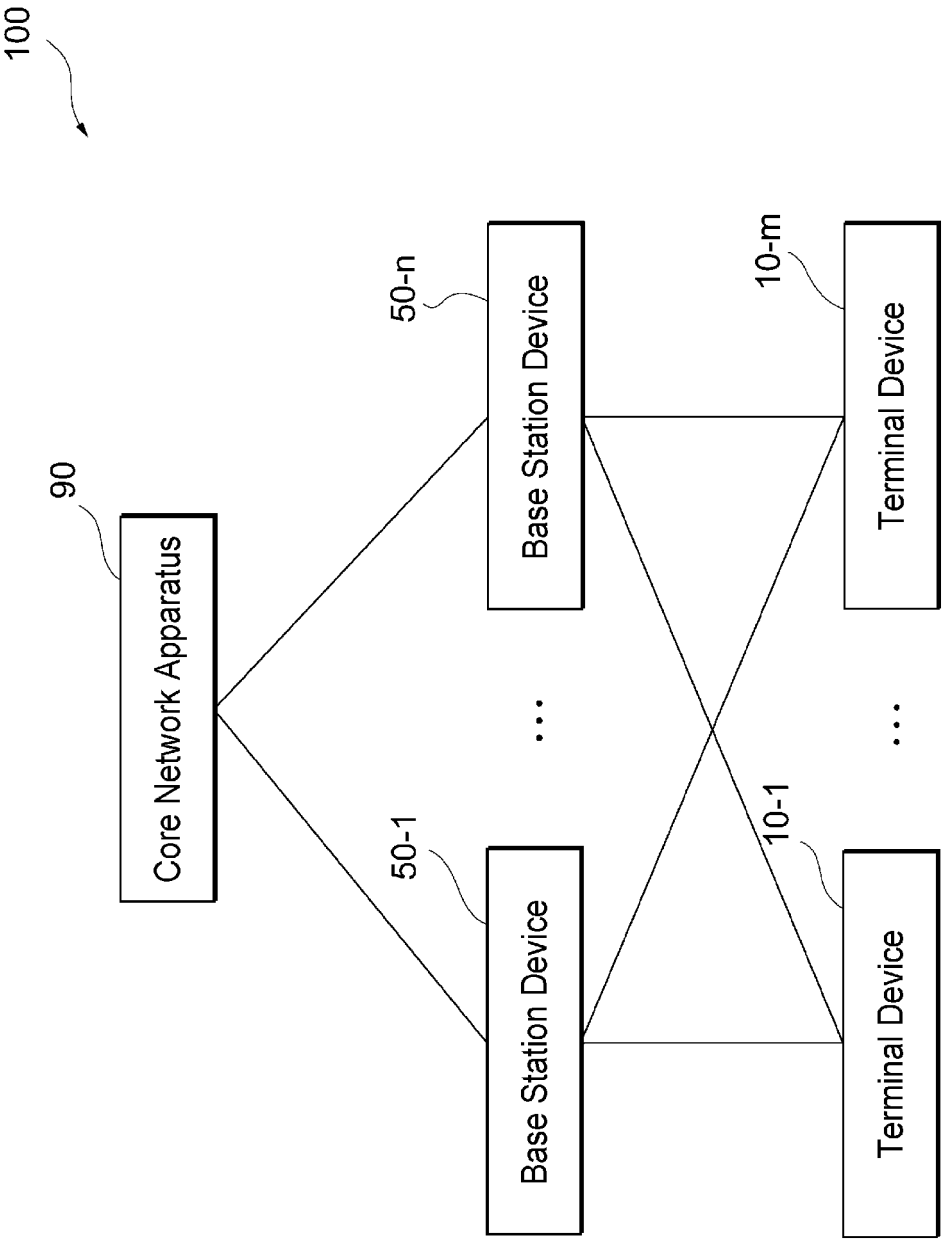 100
90
Core Network Apparatus
50-1
50-n
Base Station Device
...
Base Station Device
10-1
10-m
Terminal Device
...
Terminal Device